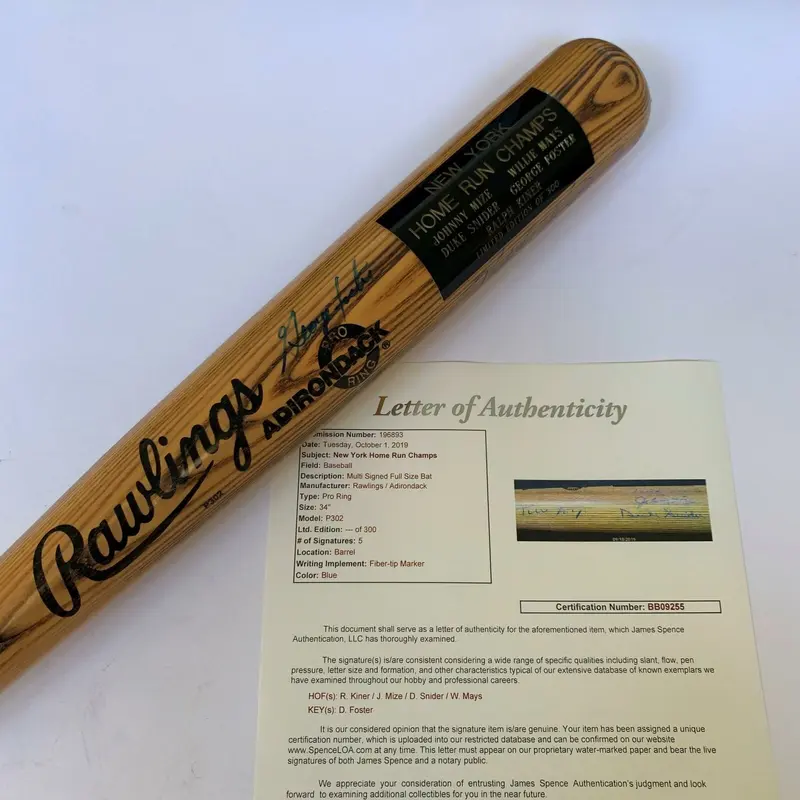 NEW YORK
HOME RUN CHAMPS
JOHNNY MIZE WILLIE MAYS
DUKE SNIDER GEORGE FOSTER
RALPH KINER
LIMITED EDITION OF 300
George Foster
PRO
ADIRONDACK ®
RING
Rawlings
P302
Letter of Authenticity
mission Number: 196893
Date: Tuesday, October 1, 2019
Subject: New York Home Run Champs
Field: Baseball
Description: Multi Signed Full Size Bat
Manufacturer: Rawlings / Adirondack
Type: Pro Ring
Size: 34"
Model: P302
Ltd. Edition: --- of 300
# of Signatures: 5
Location: Barrel
Writing Implement: Fiber-tip Marker
Color: Blue
Certification Number: BB09255
This document shall serve as a letter of authenticity for the aforementioned item, which James Spence
Authentication, LLC has thoroughly examined.
The signature(s) is/are consistent considering a wide range of specific qualities including slant, flow, pen
pressure, letter size and formation, and other characteristics typical of our extensive database of known exemplars we
have examined throughout our hobby and professional careers.
HOF(s): R. Kiner / J. Mize / D. Snider / W. Mays
KEY(s): D. Foster
It is our considered opinion that the signature item is/are genuine. Your item has been assigned a unique
certification number, which is uploaded into our restricted database and can be confirmed on our website
www.SpenceLOA.com at any time. This letter must appear on our proprietary water-marked paper and bear the live
signatures of both James Spence and a notary public.
We appreciate your consideration of entrusting James Spence Authentication's judgment and look
forward to examining additional collectibles for you in the near future.